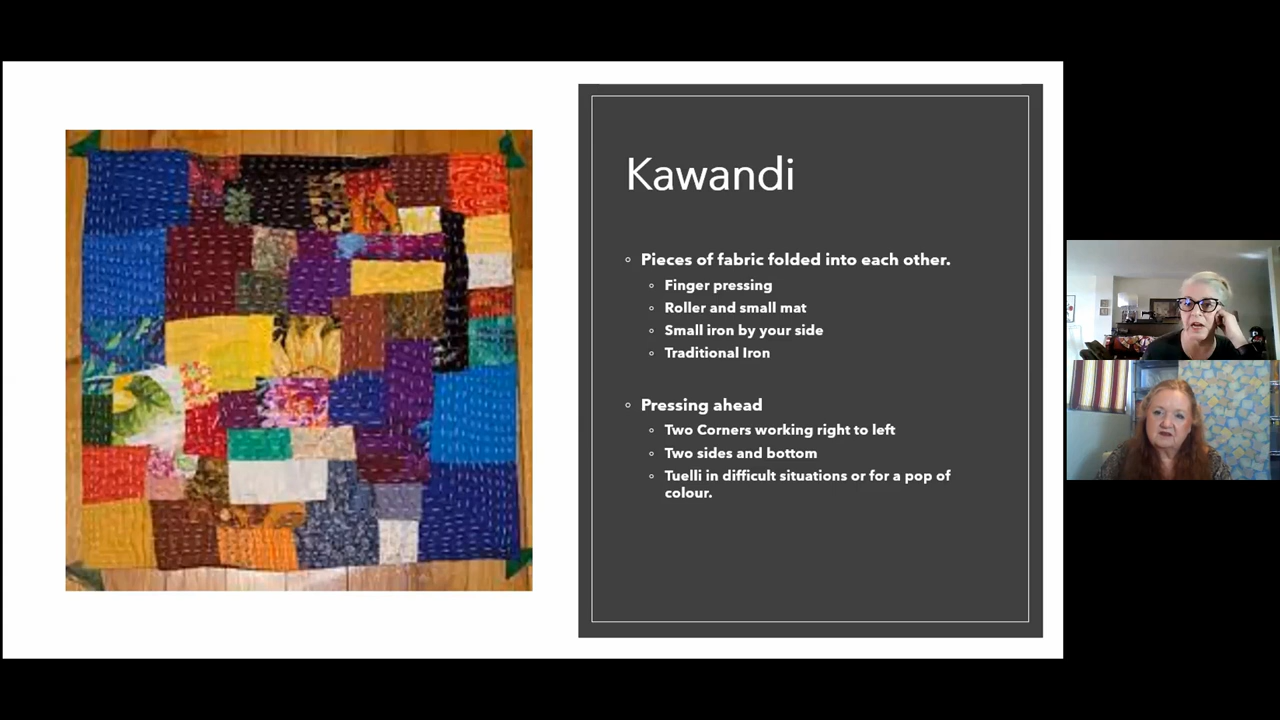 Kawandi
Pieces of fabric folded into each other.
Finger pressing
Roller and small mat
Small iron by your side
Traditional Iron
Pressing ahead
Two Corners working right to left
Two sides and bottom
Tuelli in difficult situations or for a pop of
colour.